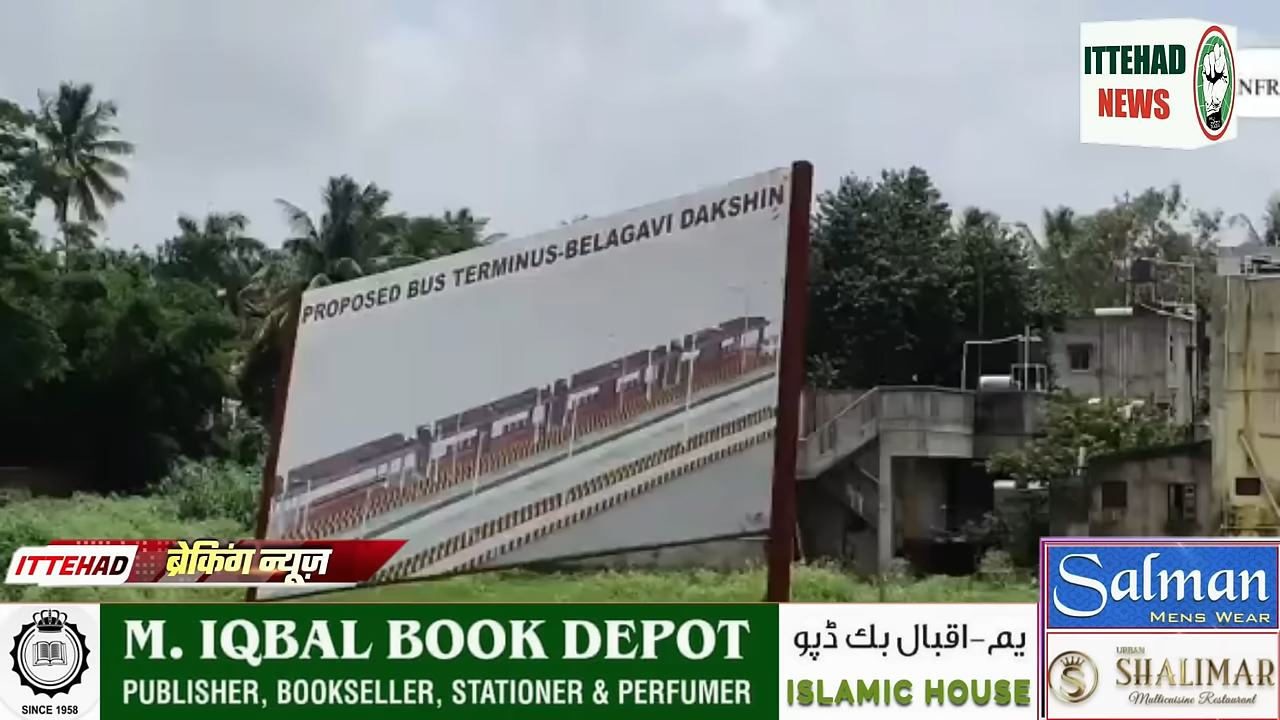 ITTEHAD
NEWS
NFR
PROPOSED BUS TERMINUS-BELAGAVI DAKSHIN
ITTEHAD ब्रेकिंग न्यूज़
M. IQBAL BOOK DEPOT
PUBLISHER, BOOKSELLER, STATIONER & PERFUMER
SINCE 1958
یم-اقبال بک ڈپو
ISLAMIC HOUSE
Salman
MENS WEAR
URBAN
SHALIMAR
Multicuisine Restaurant